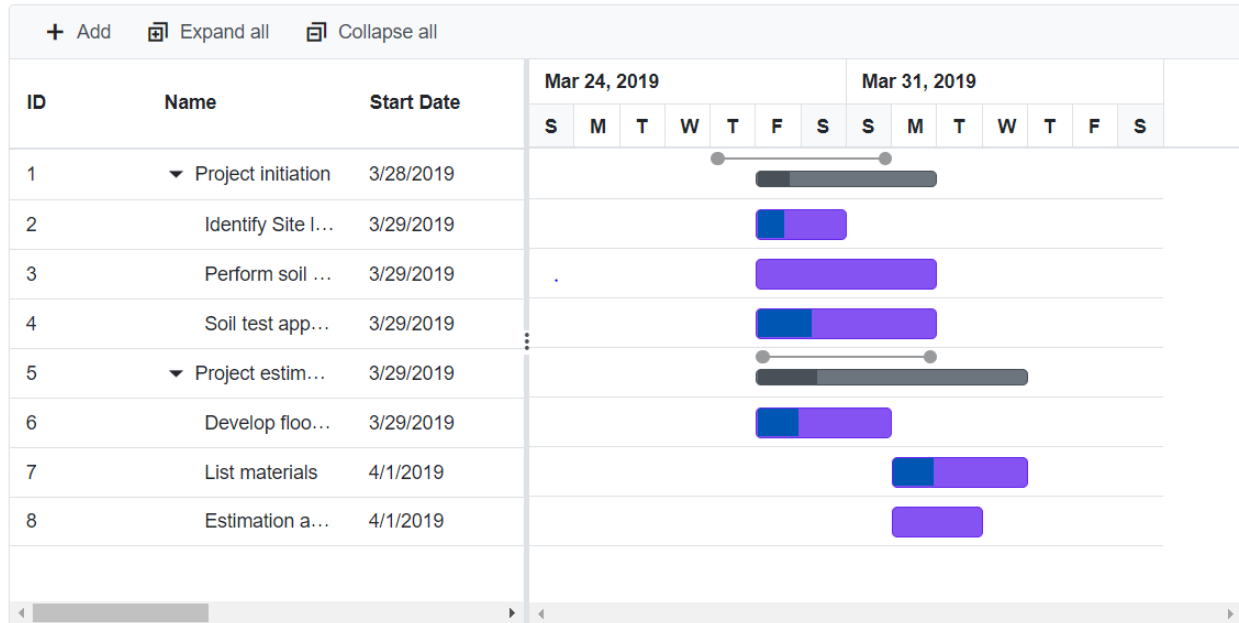 Add Expand all Collapse all
ID Name Start Date Mar 24, 2019 Mar 31, 2019
S M T W T F S S M T W T F S
1 Project initiation 3/28/2019
2 Identify Site l... 3/29/2019
3 Perform soil ... 3/29/2019
4 Soil test app... 3/29/2019
5 Project estim... 3/29/2019
6 Develop floo... 3/29/2019
7 List materials 4/1/2019
8 Estimation a... 4/1/2019